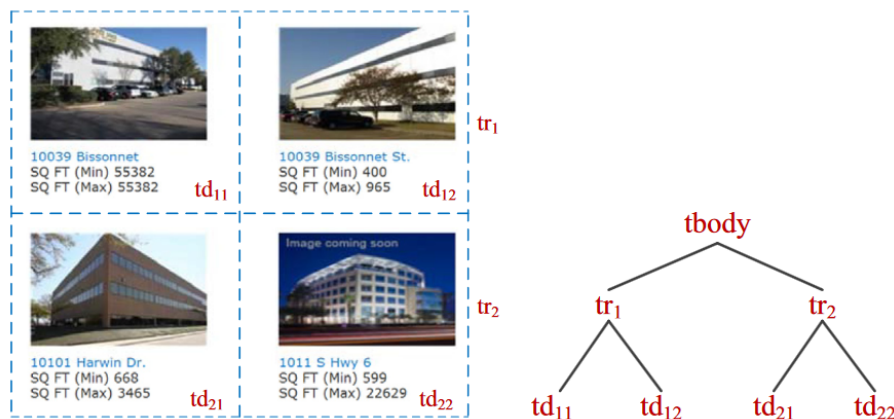 10039 Bissonnet
SQ FT (Min) 55382
SQ FT (Max) 55382
td₁₁
10039 Bissonnet St.
SQ FT (Min) 400
SQ FT (Max) 965
td₁₂
tr₁
10101 Harwin Dr.
SQ FT (Min) 668
SQ FT (Max) 3465
td₂₁
Image coming soon
1011 S Hwy 6
SQ FT (Min) 599
SQ FT (Max) 22629
td₂₂
tr₂
tbody
tr₁ tr₂
td₁₁ td₁₂ td₂₁ td₂₂